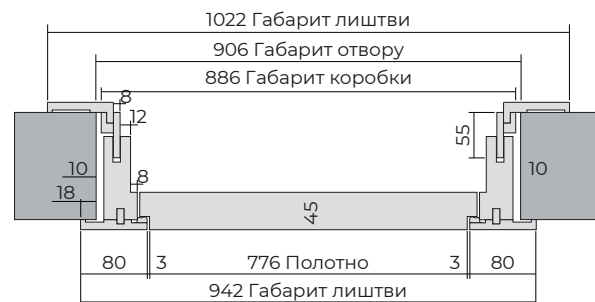 1022 Габарит лиштви
906 Габарит отвору
886 Габарит коробки
8
12
55
10
10
8
18
45
80
3
776 Полотно
3
80
942 Габарит лиштви